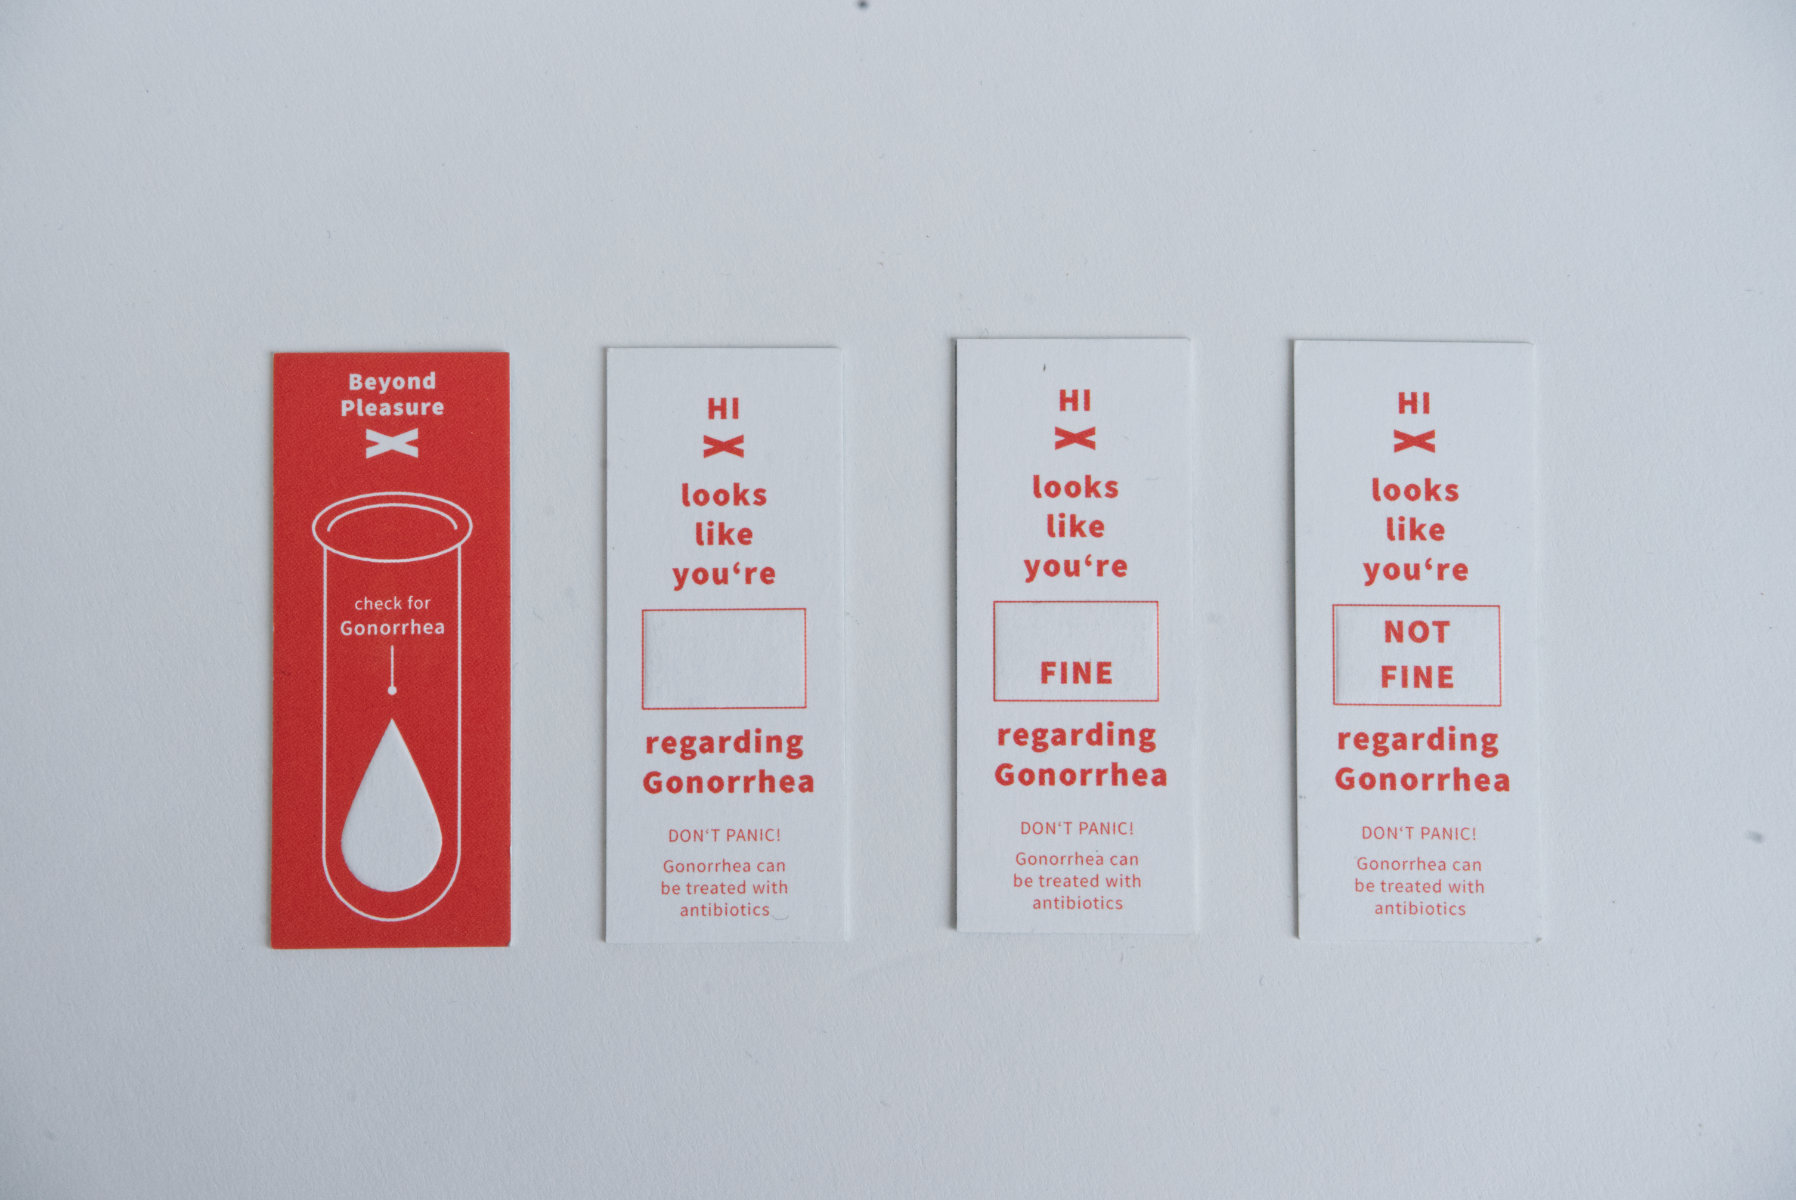 Beyond
Pleasure
X
check for
Gonorrhea
HI
X
looks
like
you‘re
regarding
Gonorrhea
DON‘T PANIC!
Gonorrhea can
be treated with
antibiotics
HI
X
looks
like
you‘re
FINE
regarding
Gonorrhea
DON‘T PANIC!
Gonorrhea can
be treated with
antibiotics
HI
X
looks
like
you‘re
NOT
FINE
regarding
Gonorrhea
DON‘T PANIC!
Gonorrhea can
be treated with
antibiotics